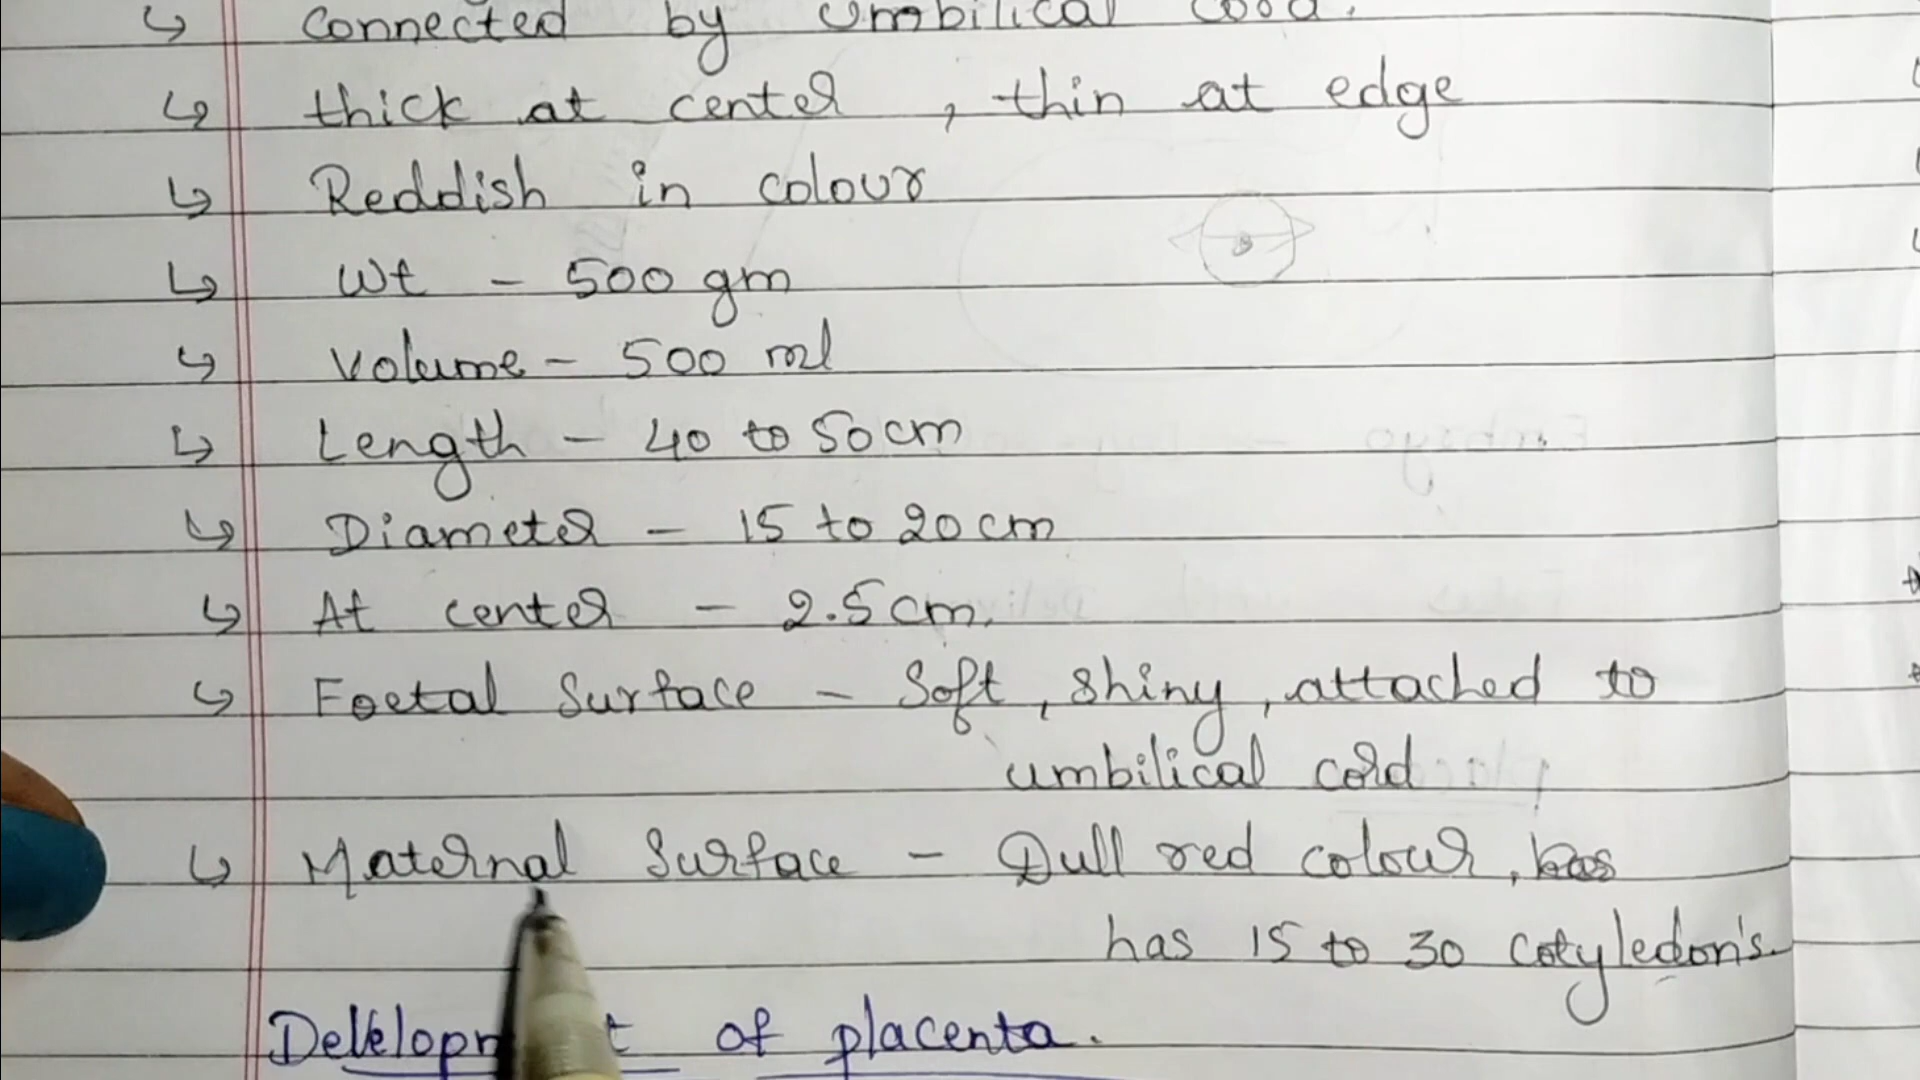 ↳ Connected by umbilical cord.
↳ thick at center , thin at edge
↳ Reddish in colour
↳ Wt - 500 gm
↳ Volume - 500 ml
↳ Length - 40 to 50 cm
↳ Diameter - 15 to 20 cm
↳ At center - 2.5 cm.
↳ Foetal Surface - Soft, shiny, attached to
umbilical cord
↳ Maternal Surface - Dull red colour,
has 15 to 30 Cotyledon's.
of placenta.